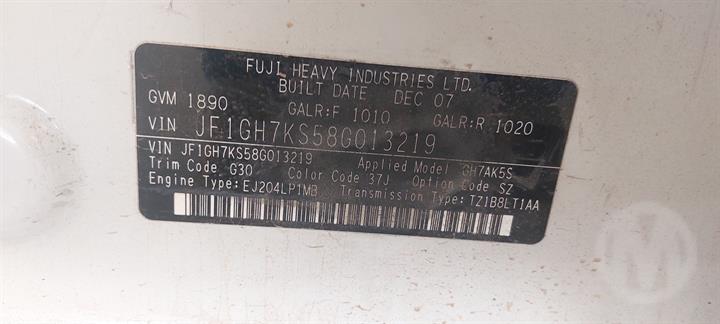 FUJI HEAVY INDUSTRIES LTD.
BUILT DATE DEC 07
GVM 1890 GALR:F 1010 GALR:R 1020
VIN JF1GH7KS58G013219
VIN JF1GH7KS58G013219 Applied Model GH7AK5S
Trim Code G30 Color Code 37J Option Code SZ
Engine Type:EJ204LP1MB Transmission Type:TZ1B8LT1AA
M